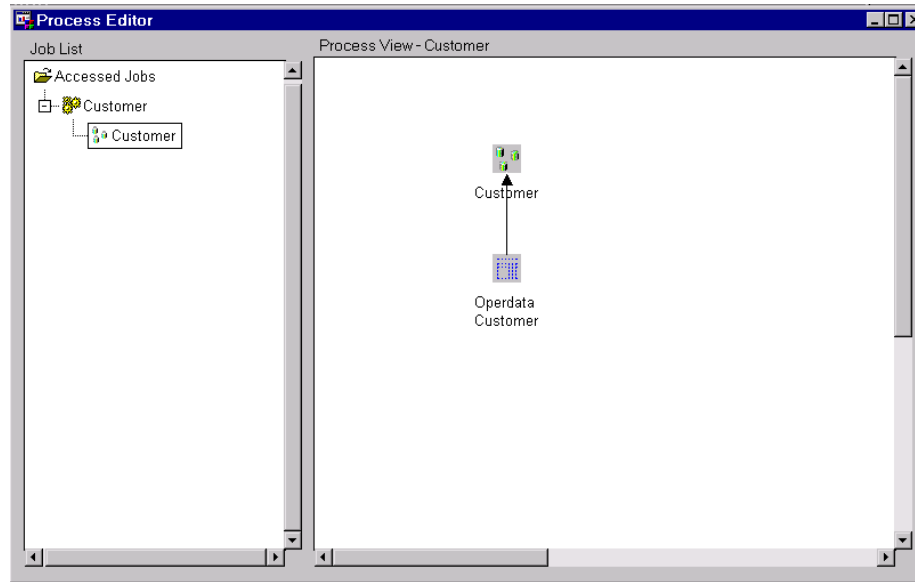 Process Editor
Job List
Process View - Customer
Accessed Jobs
Customer
Customer
Customer
Operdata
Customer